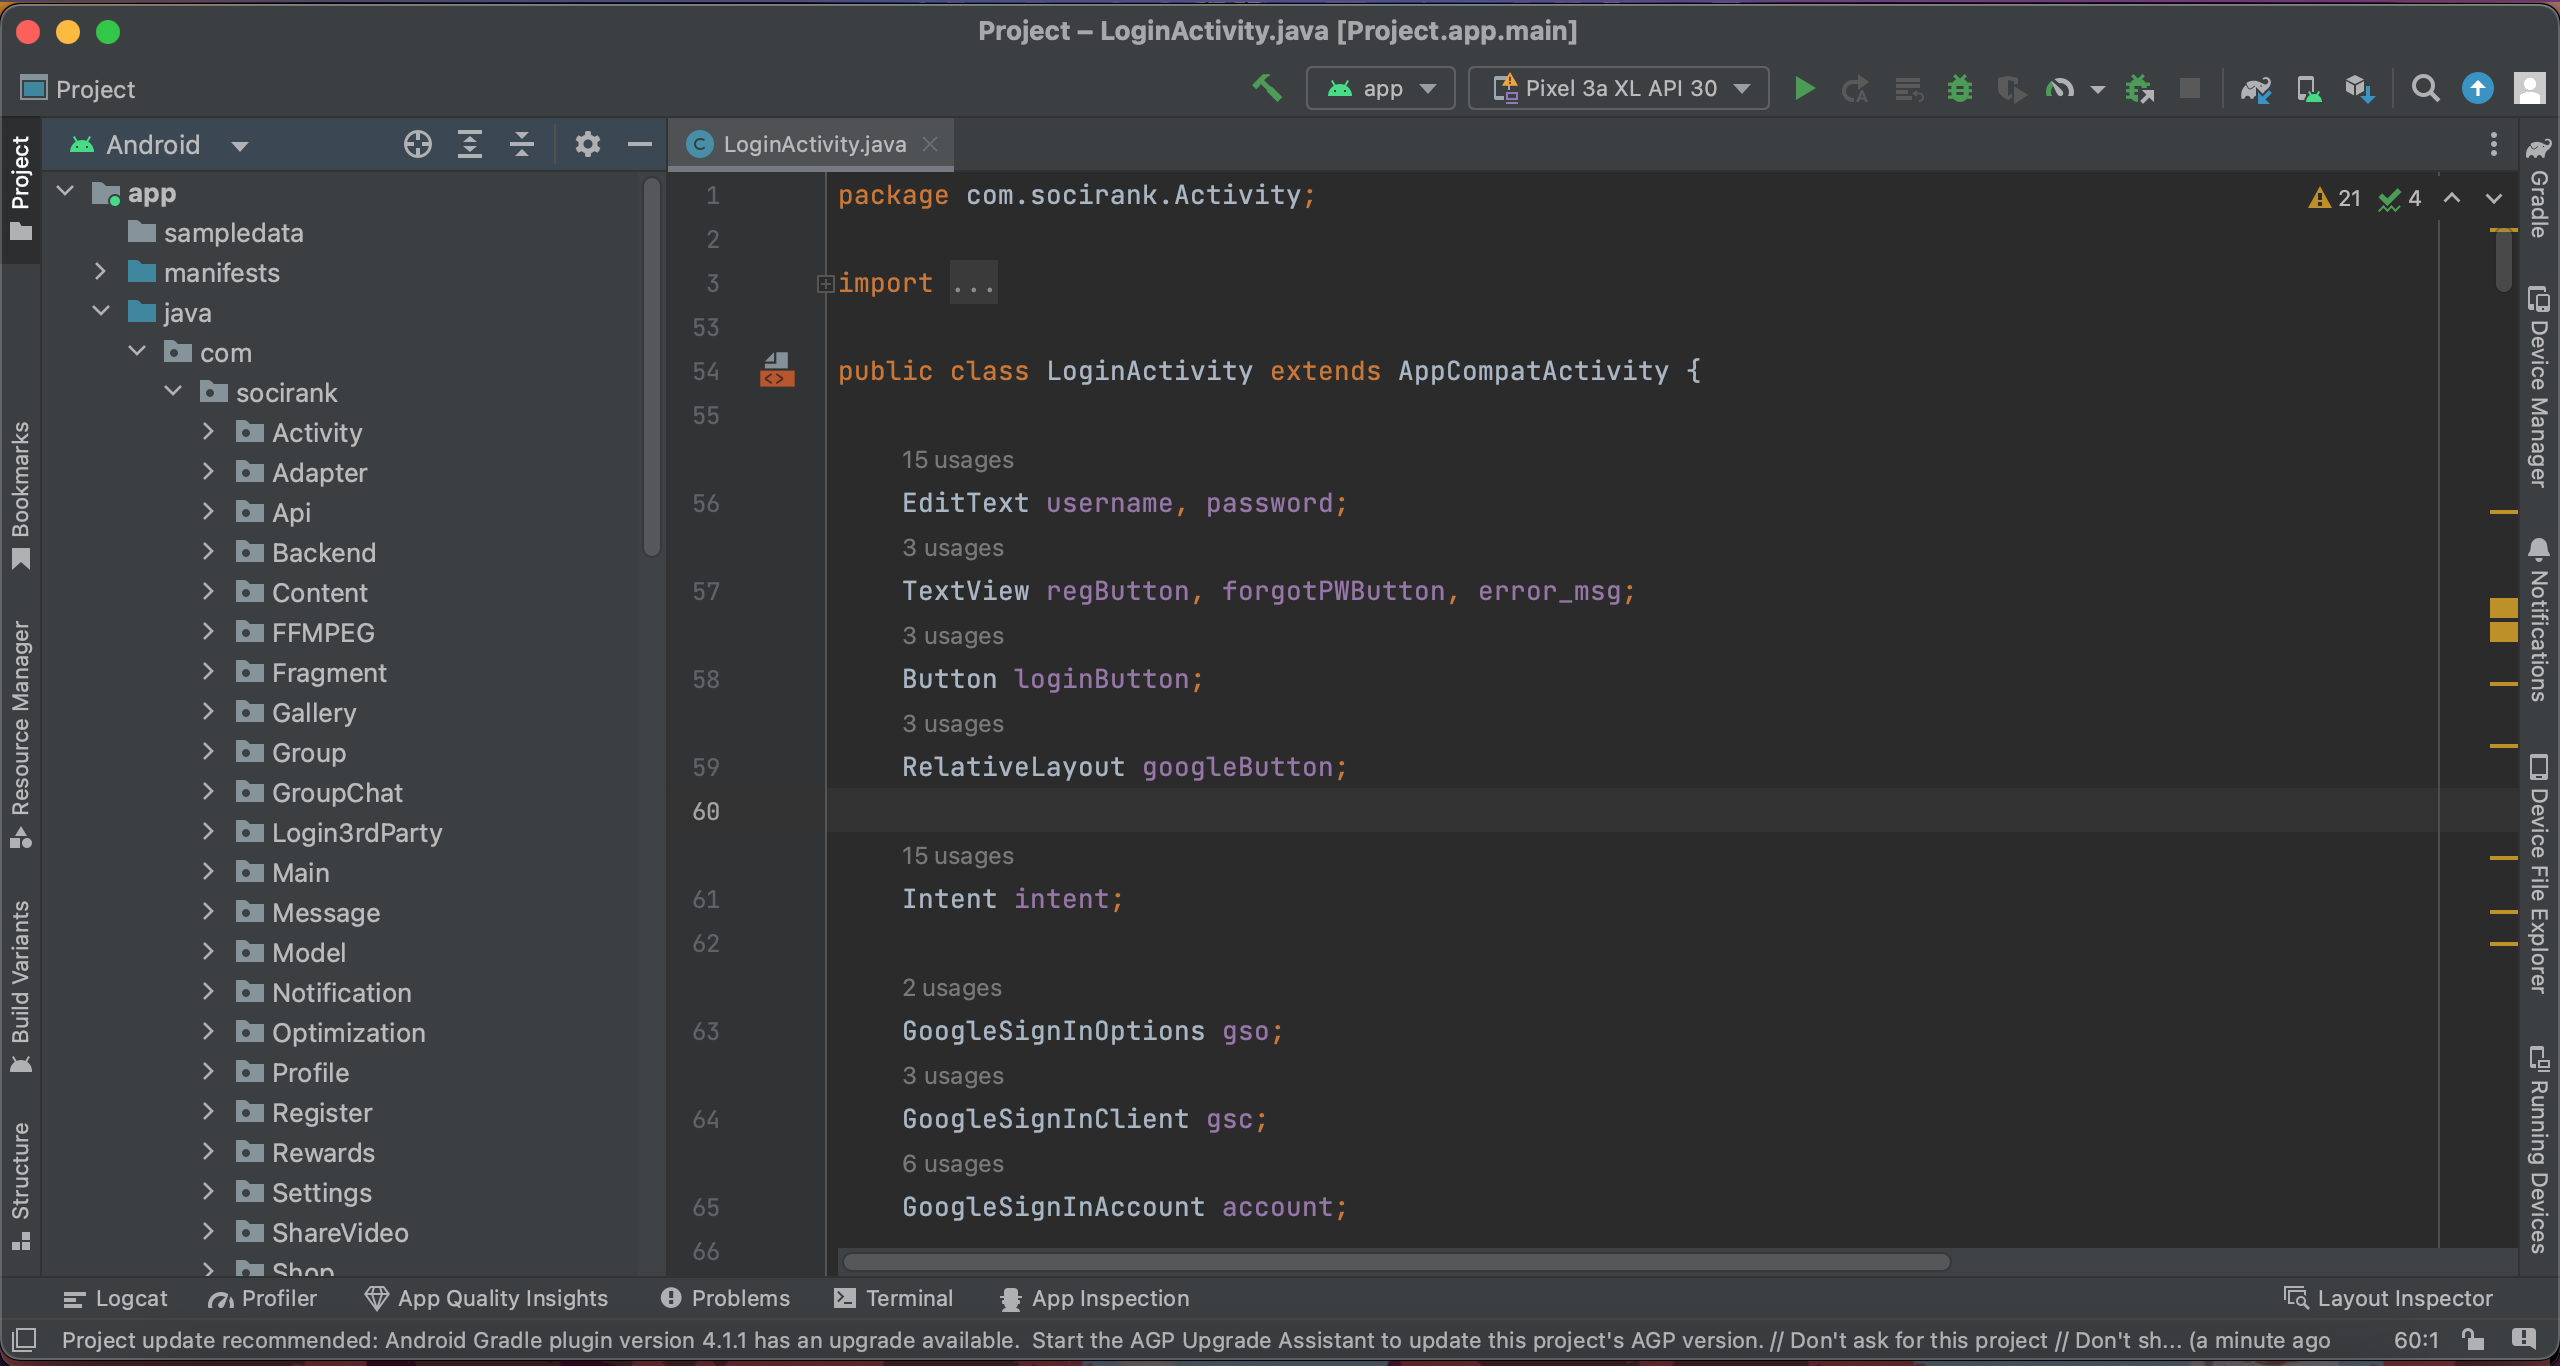 Project – LoginActivity.java [Project.app.main]
Project
app
Pixel 3a XL API 30
Project
Bookmarks
Resource Manager
Build Variants
Structure
Android
app
sampledata
manifests
java
com
socirank
Activity
Adapter
Api
Backend
Content
FFMPEG
Fragment
Gallery
Group
GroupChat
Login3rdParty
Main
Message
Model
Notification
Optimization
Profile
Register
Rewards
Settings
ShareVideo
Shop
C LoginActivity.java
21 4
1 package com.socirank.Activity;
2
3 import ...
53
54 public class LoginActivity extends AppCompatActivity {
55
15 usages
56 EditText username, password;
3 usages
57 TextView regButton, forgotPWButton, error_msg;
3 usages
58 Button loginButton;
3 usages
59 RelativeLayout googleButton;
60
15 usages
61 Intent intent;
62
2 usages
63 GoogleSignInOptions gso;
3 usages
64 GoogleSignInClient gsc;
6 usages
65 GoogleSignInAccount account;
66
Gradle
Device Manager
Notifications
Device File Explorer
Running Devices
Logcat Profiler App Quality Insights Problems Terminal App Inspection Layout Inspector
Project update recommended: Android Gradle plugin version 4.1.1 has an upgrade available. Start the AGP Upgrade Assistant to update this project's AGP version. // Don't ask for this project // Don't sh... (a minute ago 60:1